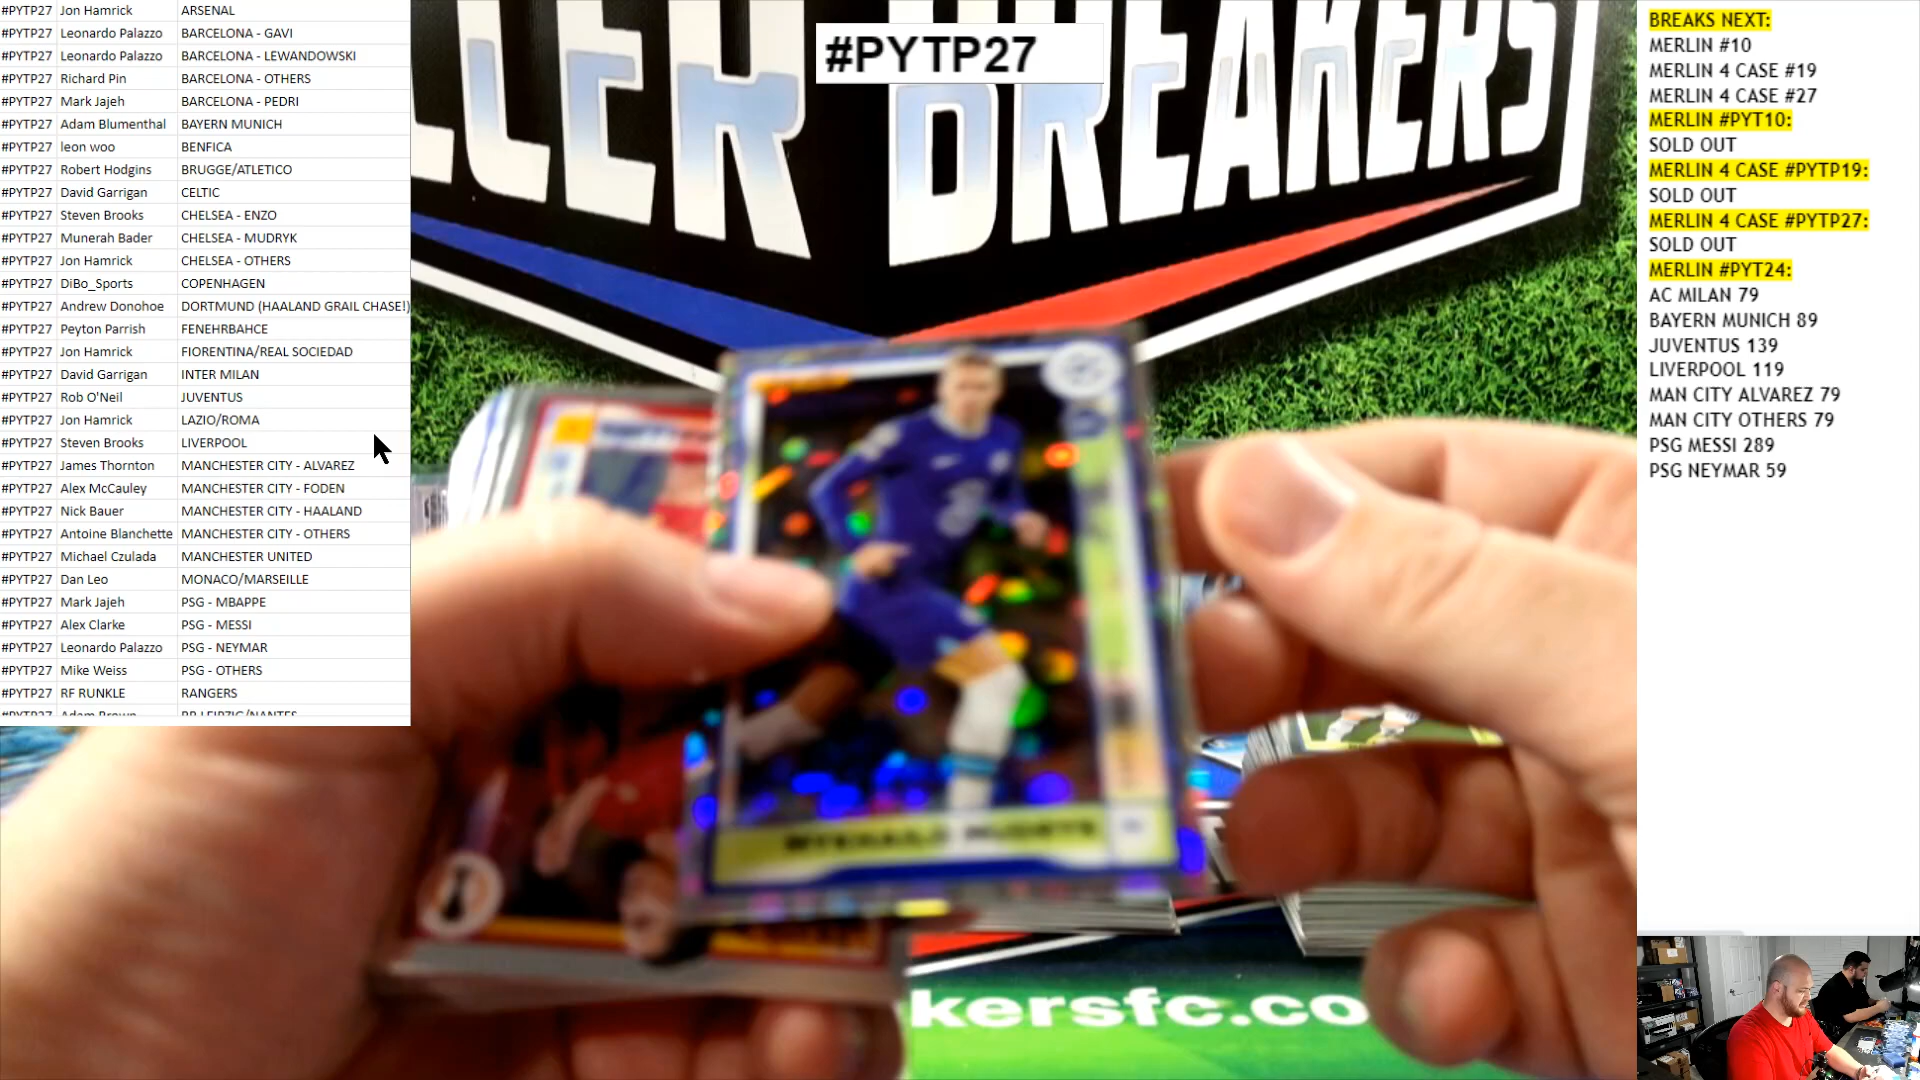 #PYTP27 Jon Hamrick ARSENAL
#PYTP27 Leonardo Palazzo BARCELONA - GAVI
#PYTP27 Leonardo Palazzo BARCELONA - LEWANDOWSKI
#PYTP27 Richard Pin BARCELONA - OTHERS
#PYTP27 Mark Jajeh BARCELONA - PEDRI
#PYTP27 Adam Blumenthal BAYERN MUNICH
#PYTP27 leon woo BENFICA
#PYTP27 Robert Hodgins BRUGGE/ATLETICO
#PYTP27 David Garrigan CELTIC
#PYTP27 Steven Brooks CHELSEA - ENZO
#PYTP27 Munerah Bader CHELSEA - MUDRYK
#PYTP27 Jon Hamrick CHELSEA - OTHERS
#PYTP27 DiBo_Sports COPENHAGEN
#PYTP27 Andrew Donohoe DORTMUND (HAALAND GRAIL CHASE!)
#PYTP27 Peyton Parrish FENEHRBAHCE
#PYTP27 Jon Hamrick FIORENTINA/REAL SOCIEDAD
#PYTP27 David Garrigan INTER MILAN
#PYTP27 Rob O'Neil JUVENTUS
#PYTP27 Jon Hamrick LAZIO/ROMA
#PYTP27 Steven Brooks LIVERPOOL
#PYTP27 James Thornton MANCHESTER CITY - ALVAREZ
#PYTP27 Alex McCauley MANCHESTER CITY - FODEN
#PYTP27 Nick Bauer MANCHESTER CITY - HAALAND
#PYTP27 Antoine Blanchette MANCHESTER CITY - OTHERS
#PYTP27 Michael Czulada MANCHESTER UNITED
#PYTP27 Dan Leo MONACO/MARSEILLE
#PYTP27 Mark Jajeh PSG - MBAPPE
#PYTP27 Alex Clarke PSG - MESSI
#PYTP27 Leonardo Palazzo PSG - NEYMAR
#PYTP27 Mike Weiss PSG - OTHERS
#PYTP27 RF RUNKLE RANGERS
#PYTP27 Adam Brown RB LEIPZIG/NANTES
#PYTP27
CCER BREAKERS
MYKHAILO MUDRYK
kersfc.co
BREAKS NEXT:
MERLIN #10
MERLIN 4 CASE #19
MERLIN 4 CASE #27
MERLIN #PYT10:
SOLD OUT
MERLIN 4 CASE #PYTP19:
SOLD OUT
MERLIN 4 CASE #PYTP27:
SOLD OUT
MERLIN #PYT24:
AC MILAN 79
BAYERN MUNICH 89
JUVENTUS 139
LIVERPOOL 119
MAN CITY ALVAREZ 79
MAN CITY OTHERS 79
PSG MESSI 289
PSG NEYMAR 59